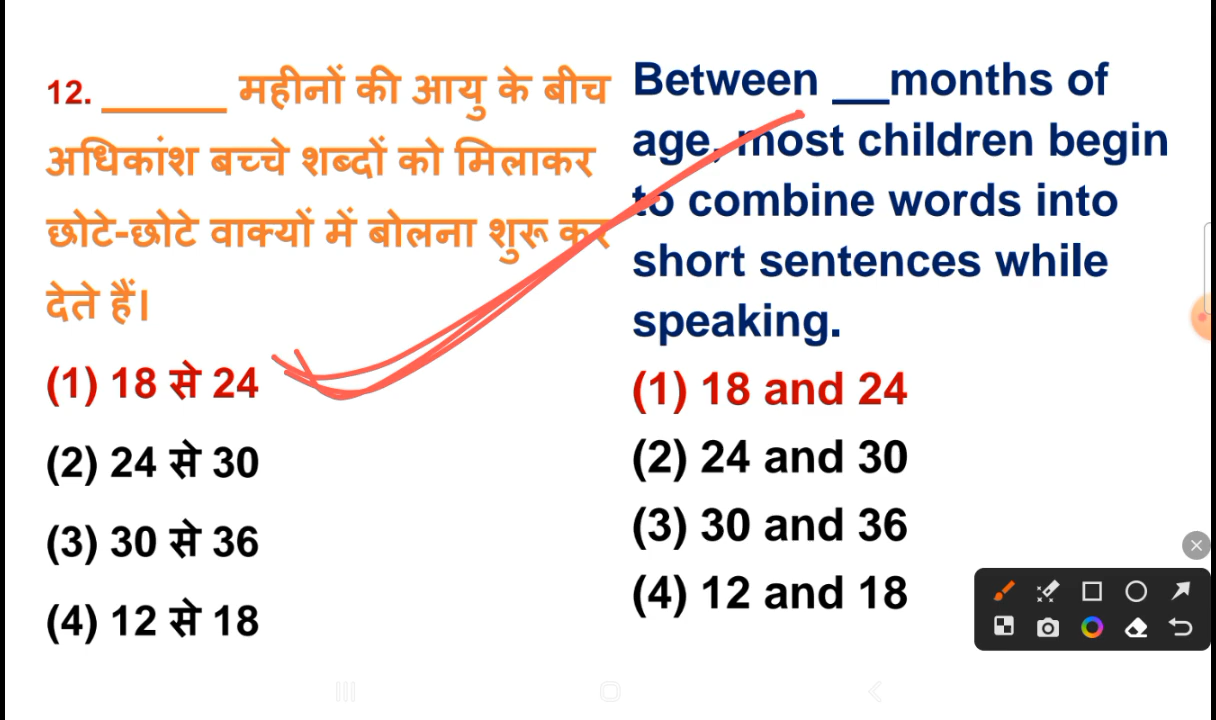 12. ______ महीनों की आयु के बीच
अधिकांश बच्चे शब्दों को मिलाकर
छोटे-छोटे वाक्यों में बोलना शुरू कर
देते हैं।
(1) 18 से 24
(2) 24 से 30
(3) 30 से 36
(4) 12 से 18
Between __months of
age, most children begin
to combine words into
short sentences while
speaking.
(1) 18 and 24
(2) 24 and 30
(3) 30 and 36
(4) 12 and 18